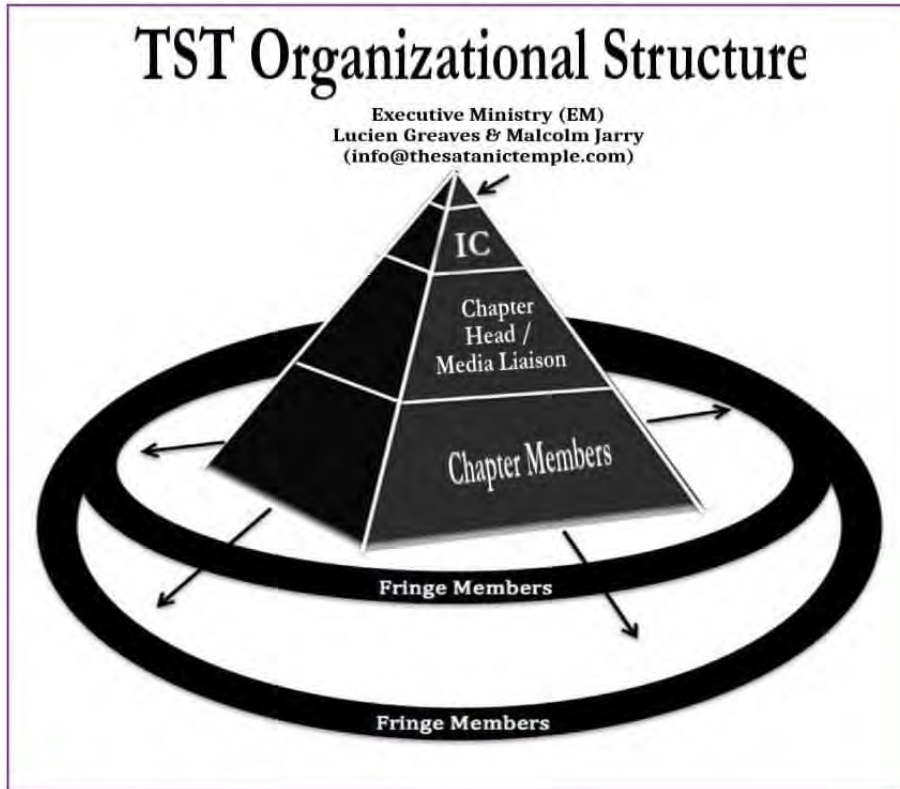 TST Organizational Structure
Executive Ministry (EM)
Lucien Greaves & Malcolm Jarry
(info@thesatanictemple.com)
IC
Chapter
Head /
Media Liaison
Chapter Members
Fringe Members
Fringe Members